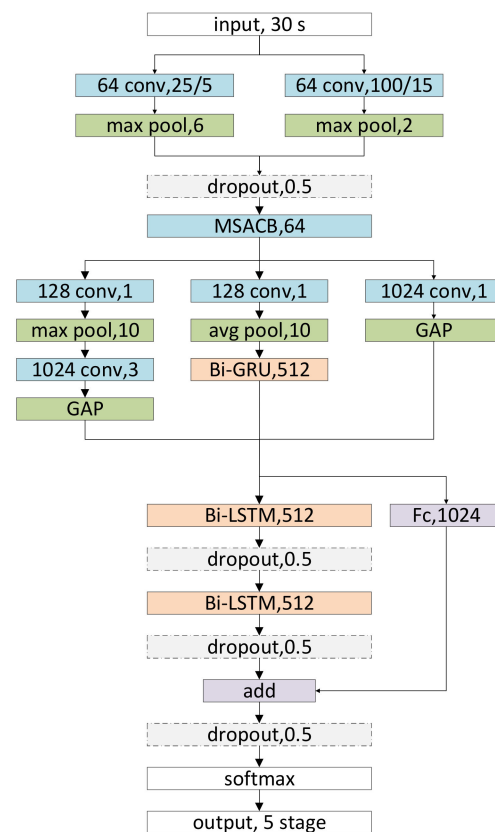 input, 30 s
64 conv,25/5
64 conv,100/15
max pool,6
max pool,2
dropout,0.5
MSACB,64
128 conv,1
128 conv,1
1024 conv,1
max pool,10
avg pool,10
GAP
1024 conv,3
Bi-GRU,512
GAP
Bi-LSTM,512
Fc,1024
dropout,0.5
Bi-LSTM,512
dropout,0.5
add
dropout,0.5
softmax
output, 5 stage